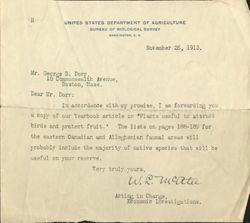 UNITED STATES DEPARTMENT OF AGRICULTURE
BUREAU OF BIOLOGICAL SURVEY
WASHINGTON, D. C.
November 26, 1913.
Mr. George B. Dorr,
18 Commonwealth Avenue,
Boston, Mass.
Dear Mr. Dorr:
In accordance with my promise, I am forwarding you
a copy of our Yearbook article on "Plants useful to attract
birds and protect fruit." The lists on pages 188-189 for
the eastern Canadian and Alleghenian faunal areas will
probably include the majority of native species that will
be useful on your reserve.
Very truly yours,
W. L. McAtee
Acting in Charge,
Economic Investigations.